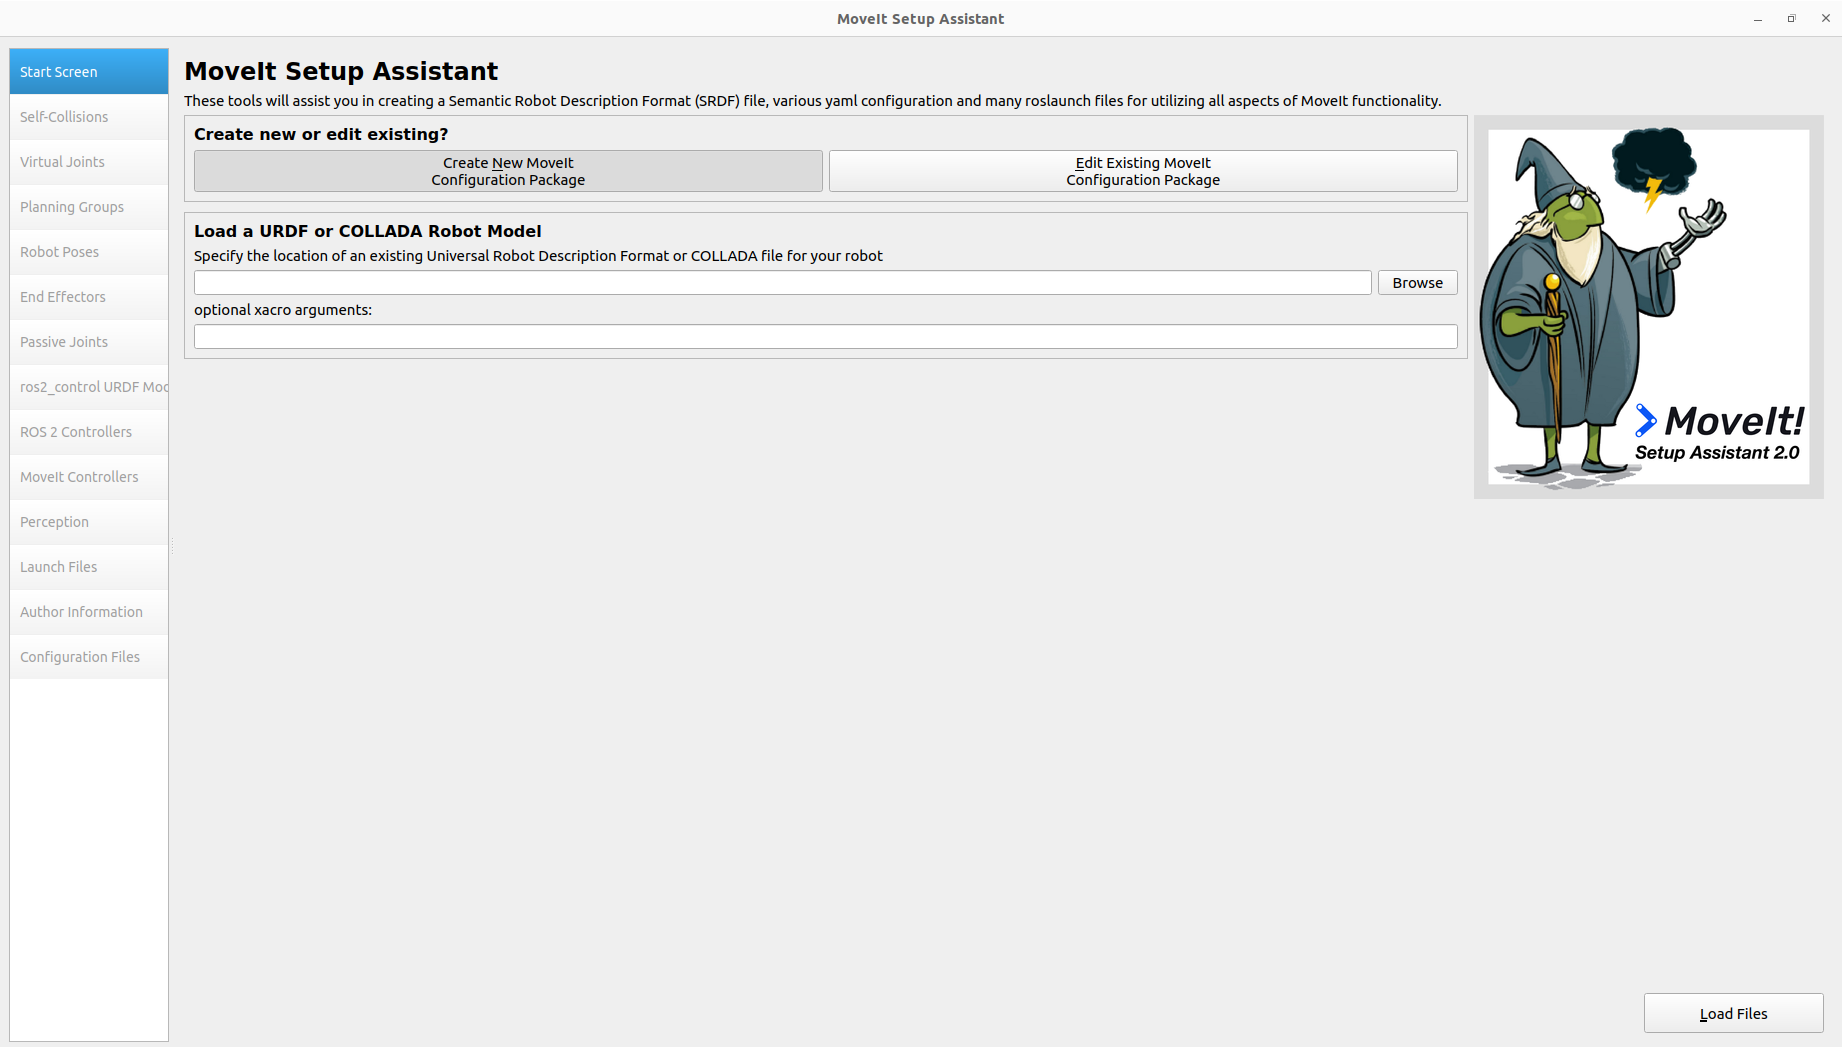 MoveIt Setup Assistant
Start Screen
Self-Collisions
Virtual Joints
Planning Groups
Robot Poses
End Effectors
Passive Joints
ros2_control URDF Mod
ROS 2 Controllers
MoveIt Controllers
Perception
Launch Files
Author Information
Configuration Files
MoveIt Setup Assistant
These tools will assist you in creating a Semantic Robot Description Format (SRDF) file, various yaml configuration and many roslaunch files for utilizing all aspects of MoveIt functionality.
Create new or edit existing?
Create New MoveIt
Configuration Package
Edit Existing MoveIt
Configuration Package
Load a URDF or COLLADA Robot Model
Specify the location of an existing Universal Robot Description Format or COLLADA file for your robot
Browse
optional xacro arguments:
MoveIt!
Setup Assistant 2.0
Load Files